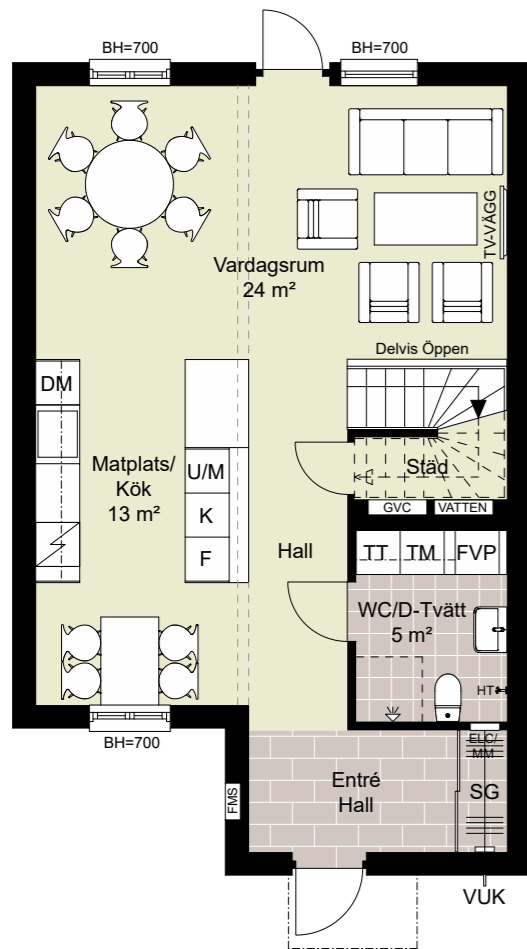 BH=700
BH=700
TV-VÄGG
Vardagsrum
24 m²
Delvis Öppen
DM
Matplats/
Kök
13 m²
U/M
K
F
Städ
GVC
VATTEN
Hall
TT
TM
FVP
WC/D-Tvätt
5 m²
HT
BH=700
ELC/
MM
FMS
Entré
Hall
SG
VUK